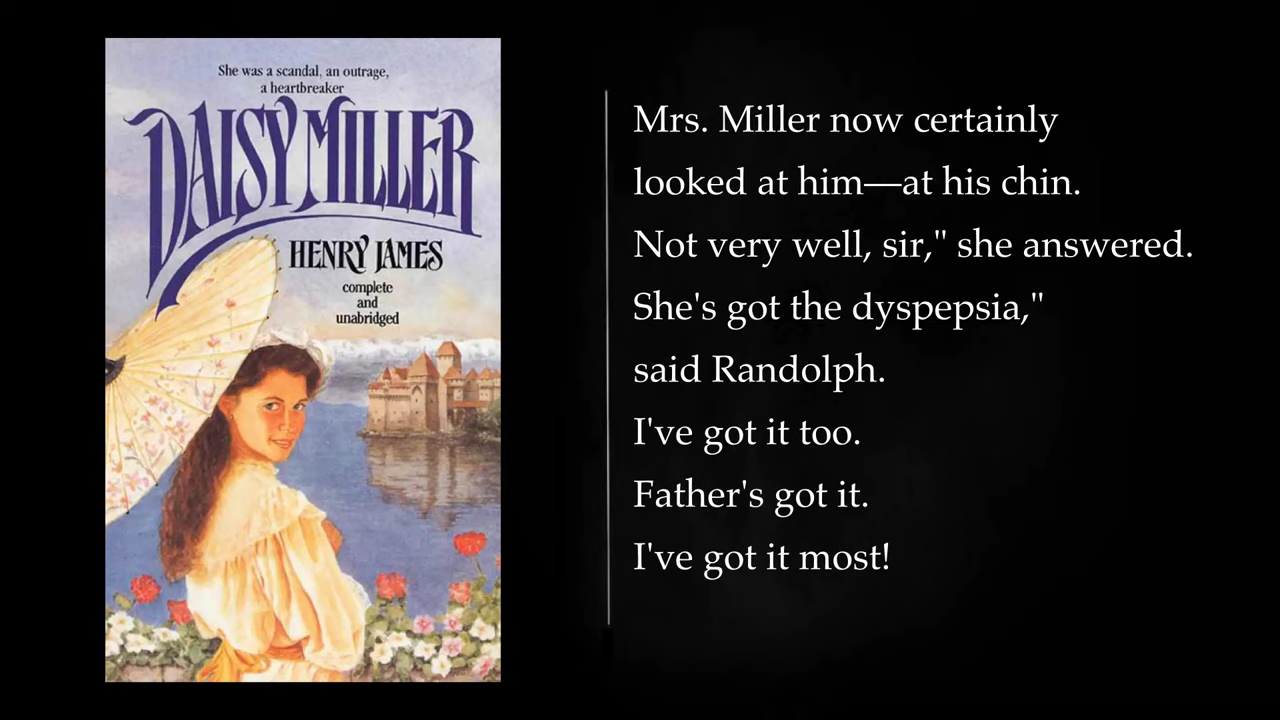 She was a scandal, an outrage,
a heartbreaker
DAISY MILLER
HENRY JAMES
complete
and
unabridged
Mrs. Miller now certainly
looked at him—at his chin.
Not very well, sir," she answered.
She's got the dyspepsia,"
said Randolph.
I've got it too.
Father's got it.
I've got it most!